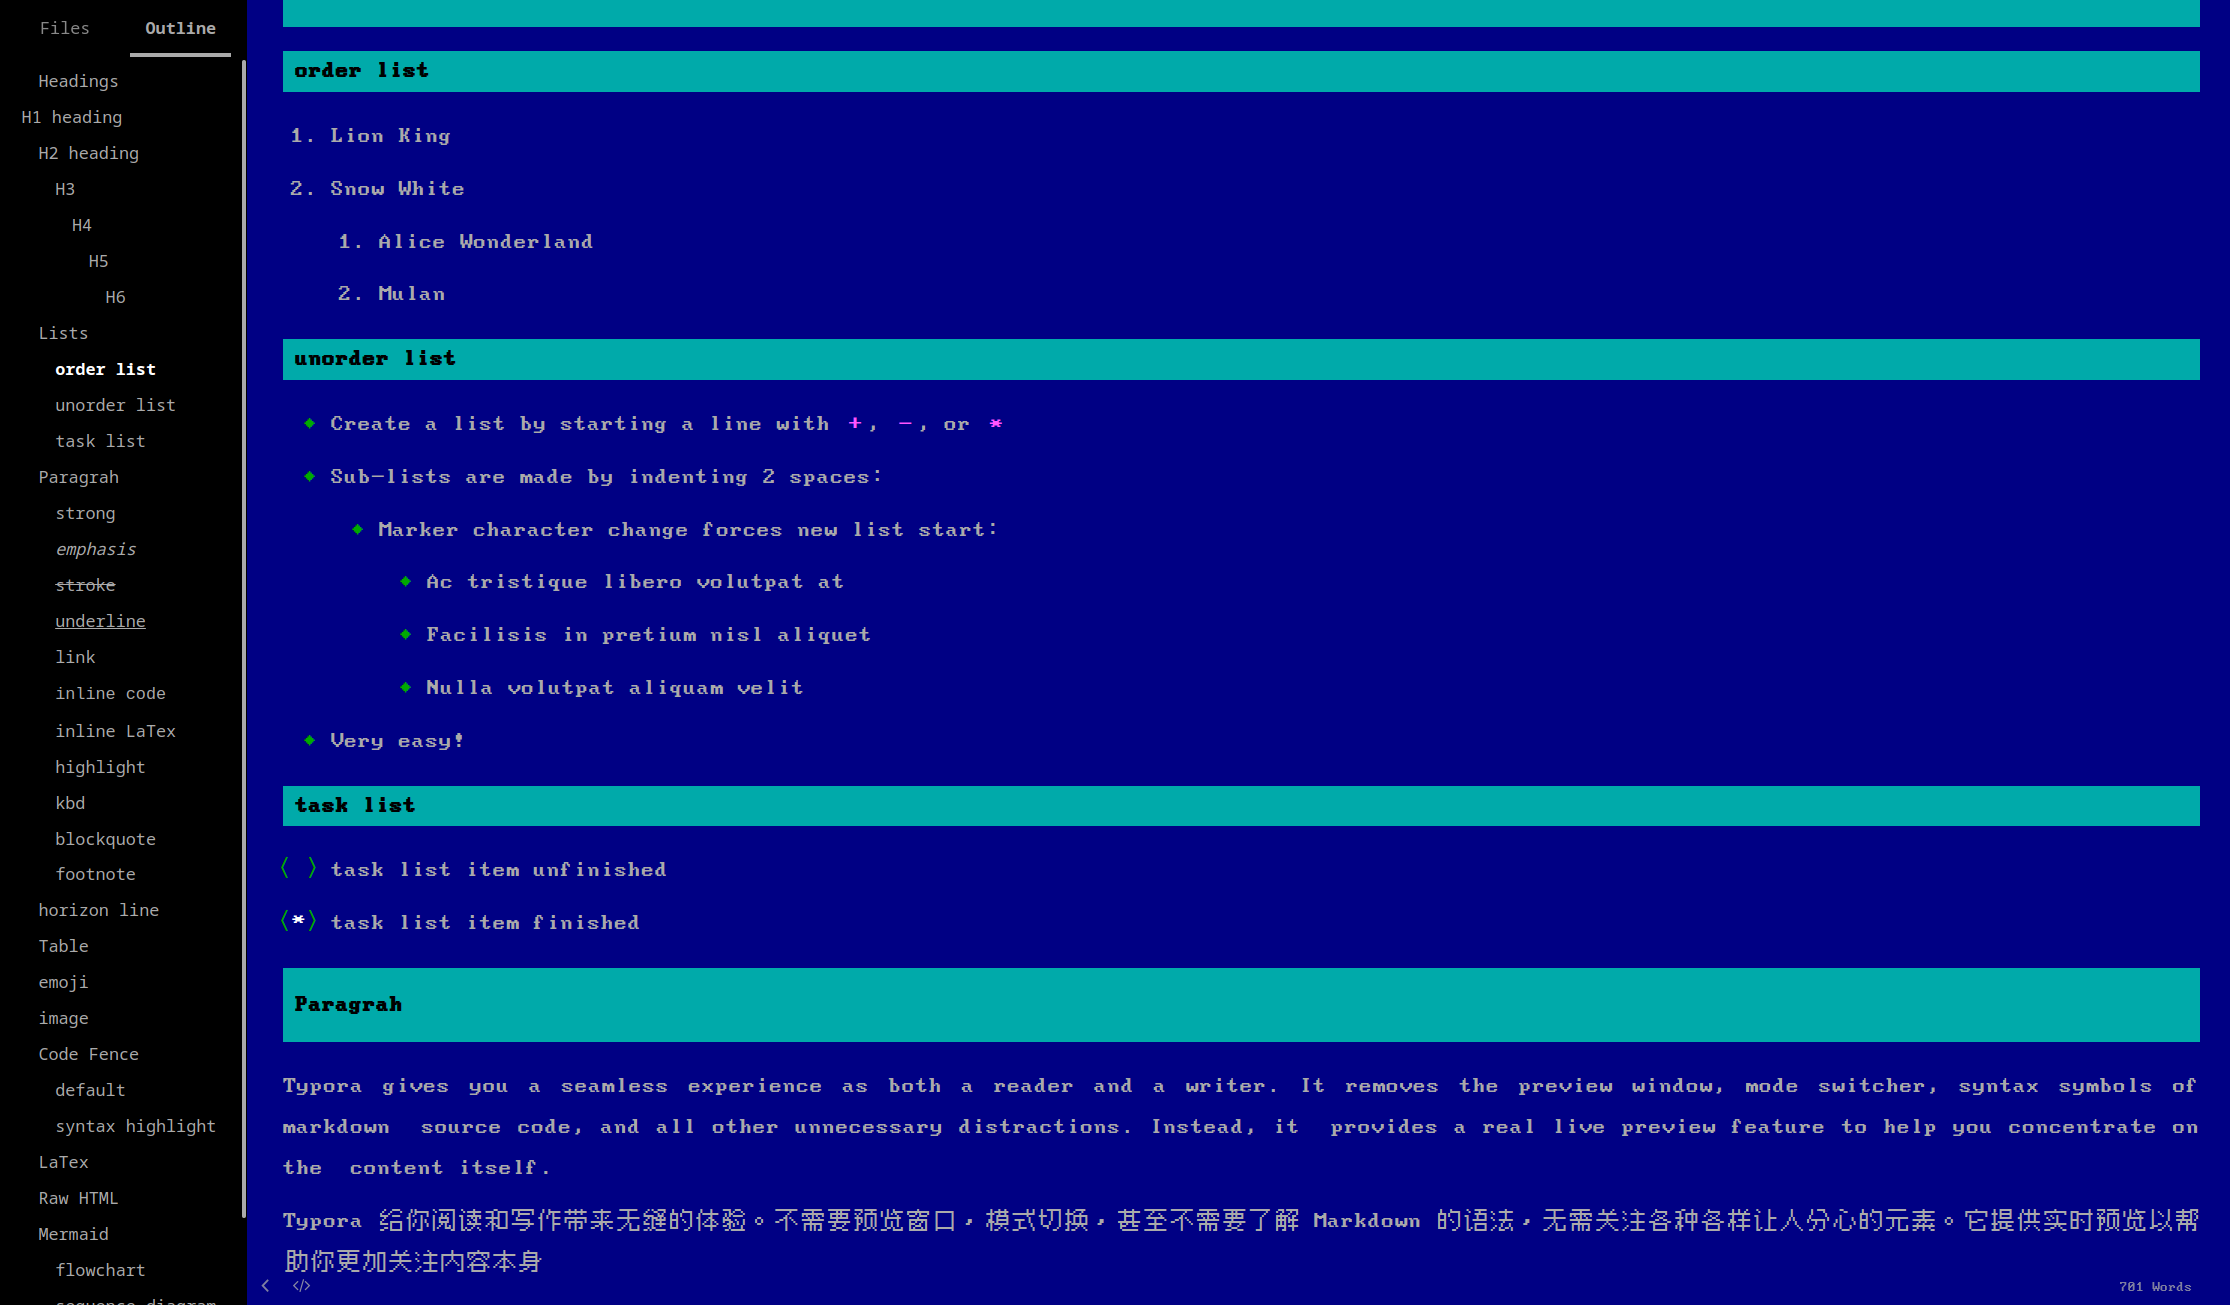 Files Outline
Headings
H1 heading
H2 heading
H3
H4
H5
H6
Lists
order list
unorder list
task list
Paragrah
strong
emphasis
stroke
underline
link
inline code
inline LaTex
highlight
kbd
blockquote
footnote
horizon line
Table
emoji
image
Code Fence
default
syntax highlight
LaTex
Raw HTML
Mermaid
flowchart
sequence diagram
order list
1. Lion King
2. Snow White
1. Alice Wonderland
2. Mulan
unorder list
Create a list by starting a line with +, -, or *
Sub-lists are made by indenting 2 spaces:
Marker character change forces new list start:
Ac tristique libero volutpat at
Facilisis in pretium nisl aliquet
Nulla volutpat aliquam velit
Very easy!
task list
⟨ ⟩ task list item unfinished
⟨*⟩ task list item finished
Paragrah
Typora gives you a seamless experience as both a reader and a writer. It removes the preview window, mode switcher, syntax symbols of
markdown source code, and all other unnecessary distractions. Instead, it provides a real live preview feature to help you concentrate on
the content itself.
Typora 给你阅读和写作带来无缝的体验。不需要预览窗口，模式切换，甚至不需要了解 Markdown 的语法，无需关注各种各样让人分心的元素。它提供实时预览以帮
助你更加关注内容本身
701 Words